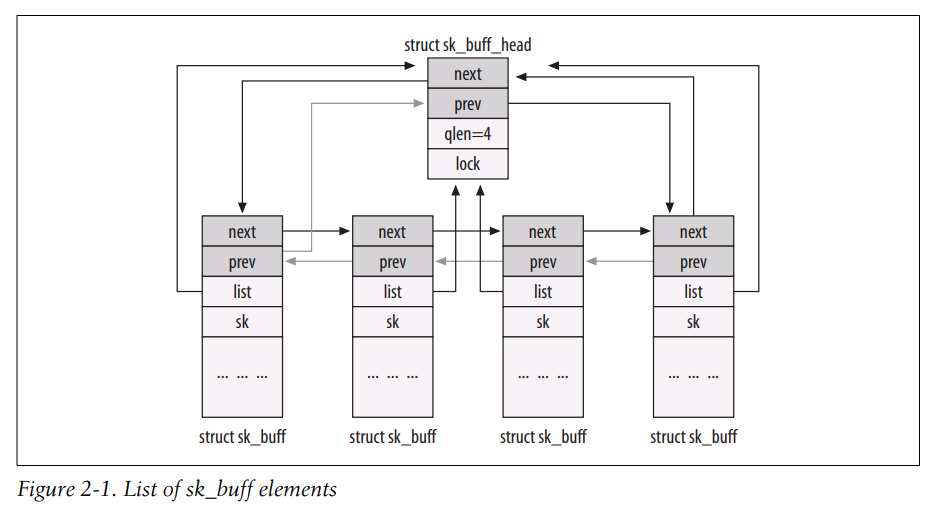 struct sk_buff_head
next
prev
qlen=4
lock
next next next next
prev prev prev prev
list list list list
sk sk sk sk
... ... ... ... ... ... ... ... ... ... ... ...
struct sk_buff struct sk_buff struct sk_buff struct sk_buff
Figure 2-1. List of sk_buff elements